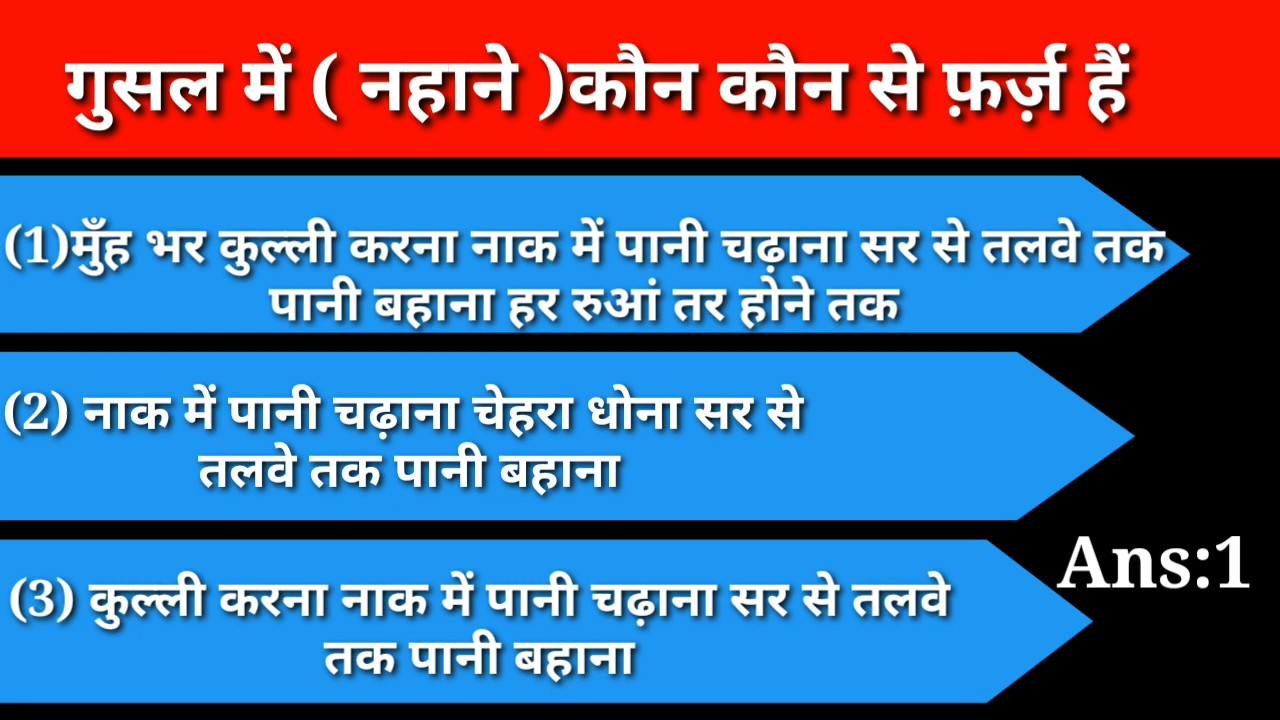 गुसल में ( नहाने )कौन कौन से फ़र्ज़ हैं
(1)मुँह भर कुल्ली करना नाक में पानी चढ़ाना सर से तलवे तक
पानी बहाना हर रुआं तर होने तक
(2) नाक में पानी चढ़ाना चेहरा धोना सर से
तलवे तक पानी बहाना
(3) कुल्ली करना नाक में पानी चढ़ाना सर से तलवे
तक पानी बहाना
Ans:1